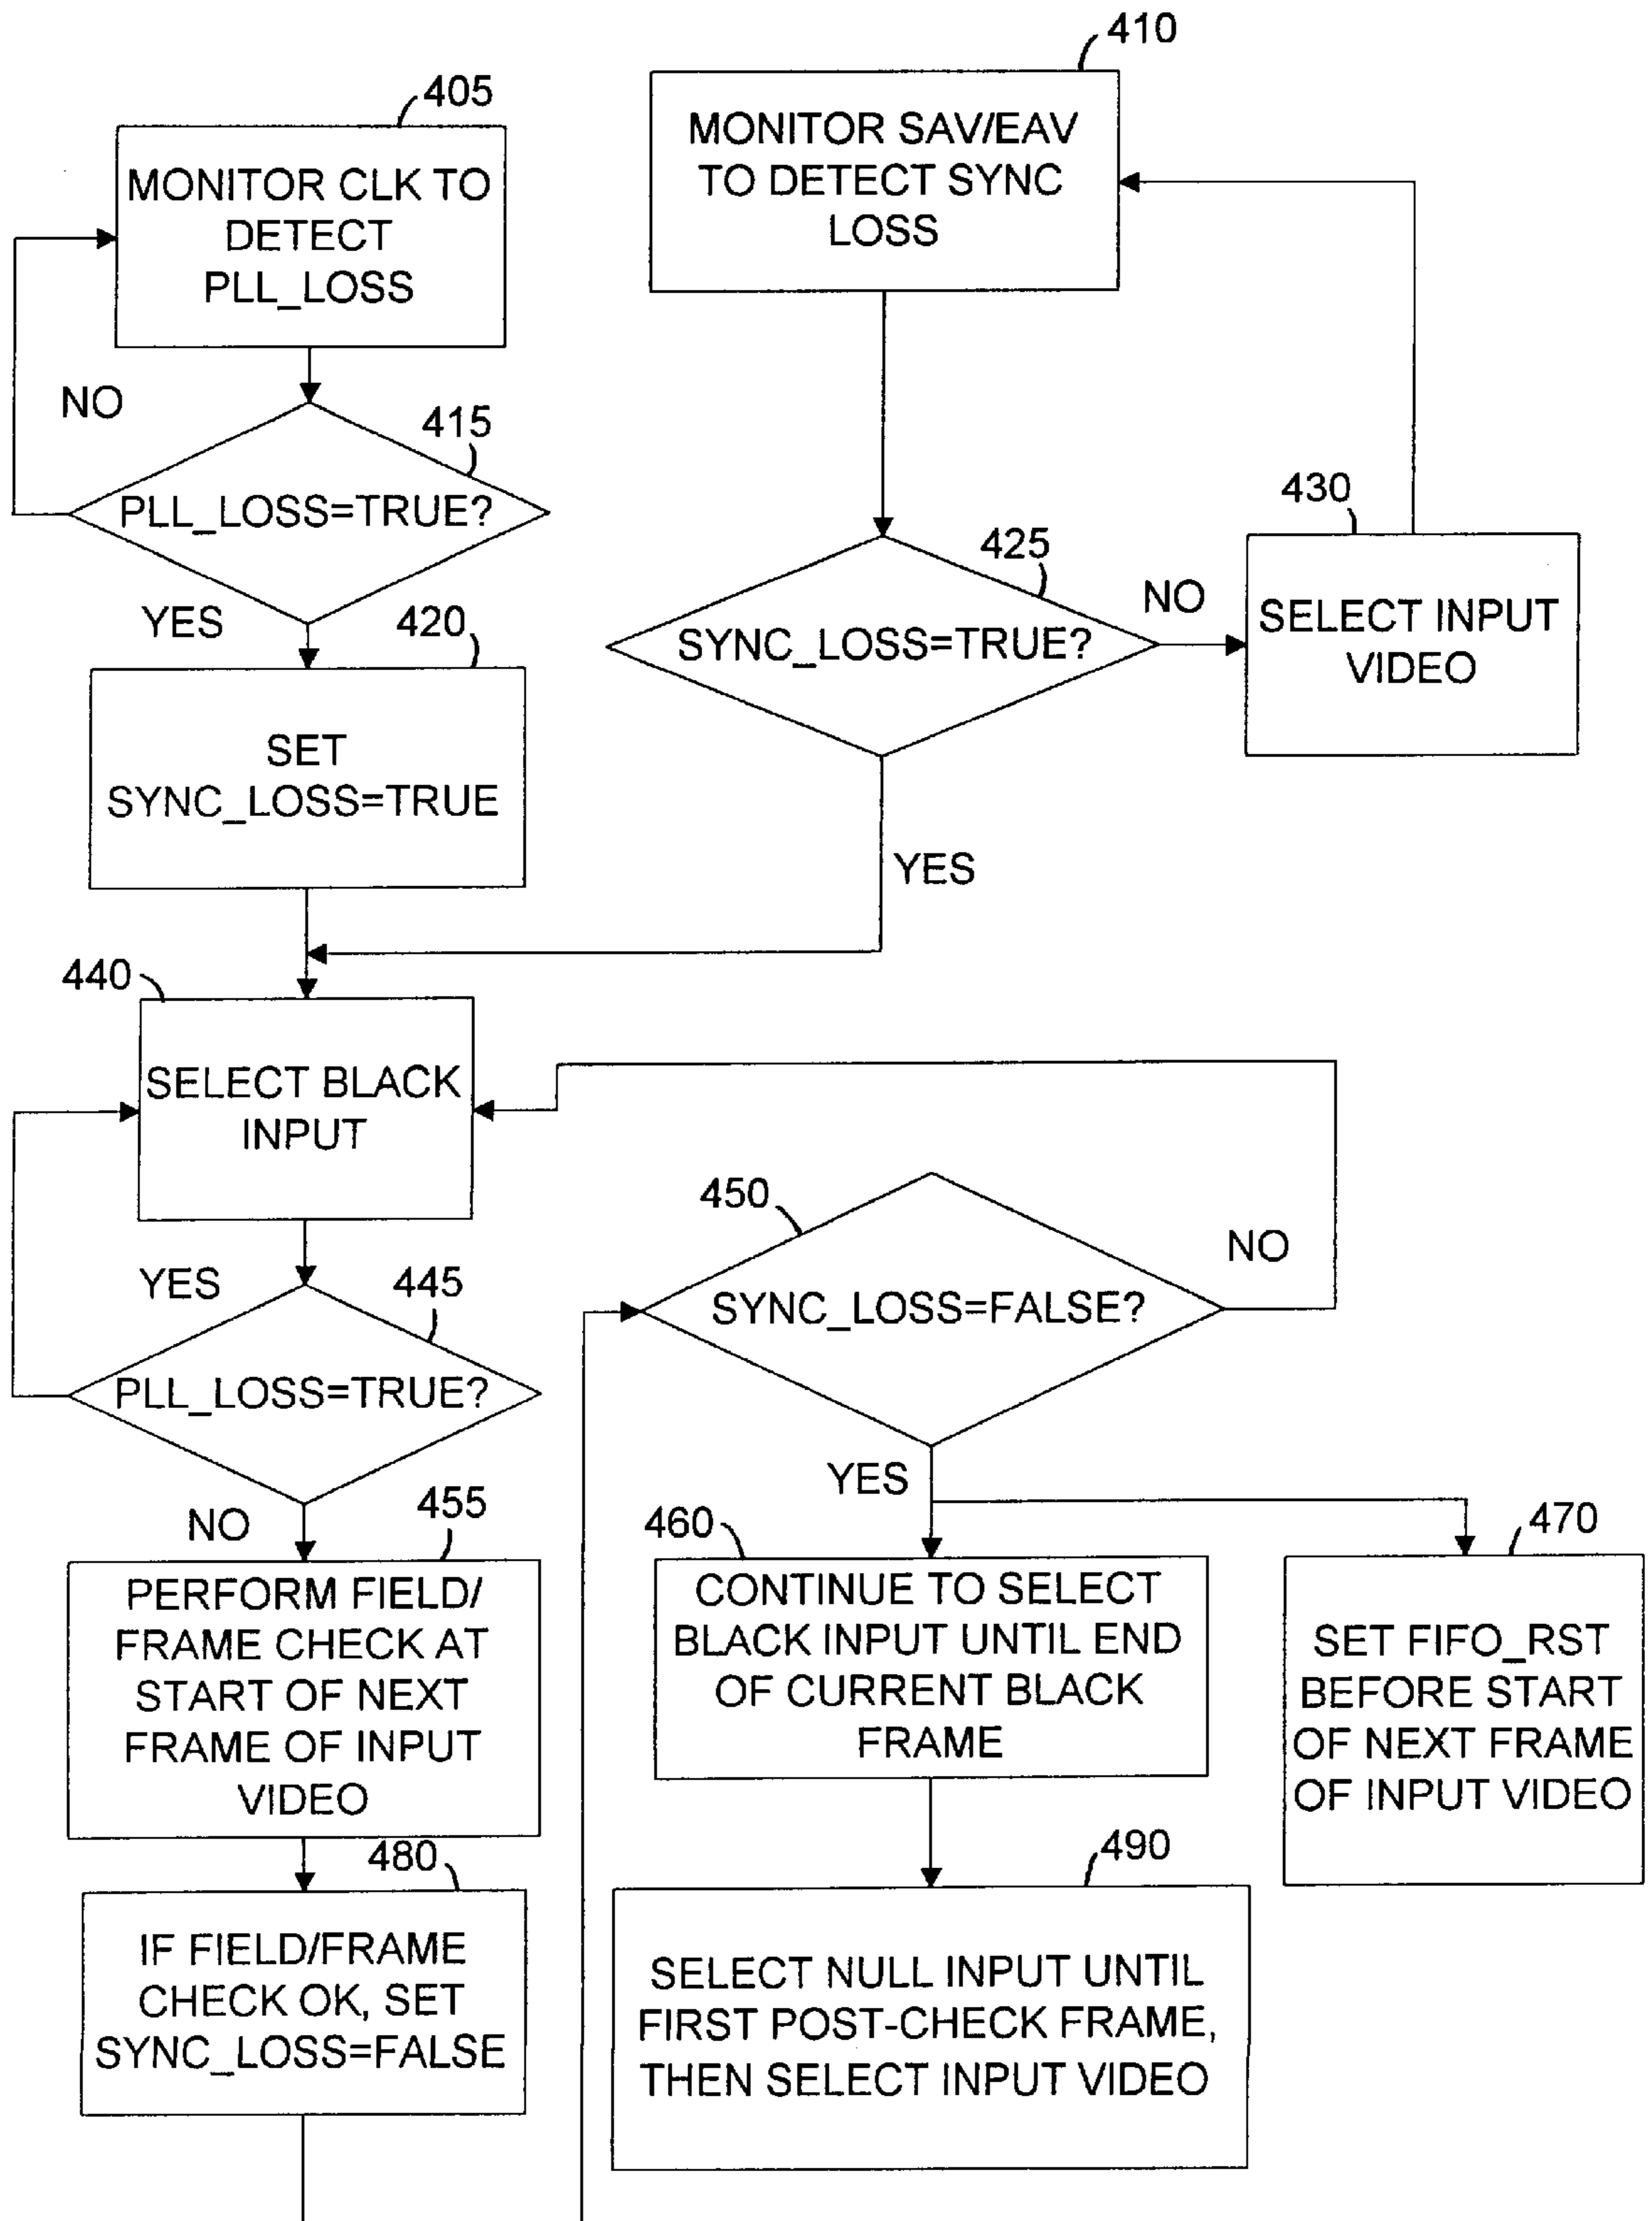 405
MONITOR CLK TO
DETECT
PLL_LOSS
410
MONITOR SAV/EAV
TO DETECT SYNC
LOSS
NO
415
PLL_LOSS=TRUE?
YES
420
SET
SYNC_LOSS=TRUE
425
SYNC_LOSS=TRUE?
NO
430
SELECT INPUT
VIDEO
YES
440
SELECT BLACK
INPUT
YES
445
PLL_LOSS=TRUE?
NO
450
SYNC_LOSS=FALSE?
NO
YES
455
PERFORM FIELD/
FRAME CHECK AT
START OF NEXT
FRAME OF INPUT
VIDEO
460
CONTINUE TO SELECT
BLACK INPUT UNTIL END
OF CURRENT BLACK
FRAME
470
SET FIFO_RST
BEFORE START
OF NEXT FRAME
OF INPUT VIDEO
480
IF FIELD/FRAME
CHECK OK, SET
SYNC_LOSS=FALSE
490
SELECT NULL INPUT UNTIL
FIRST POST-CHECK FRAME,
THEN SELECT INPUT VIDEO